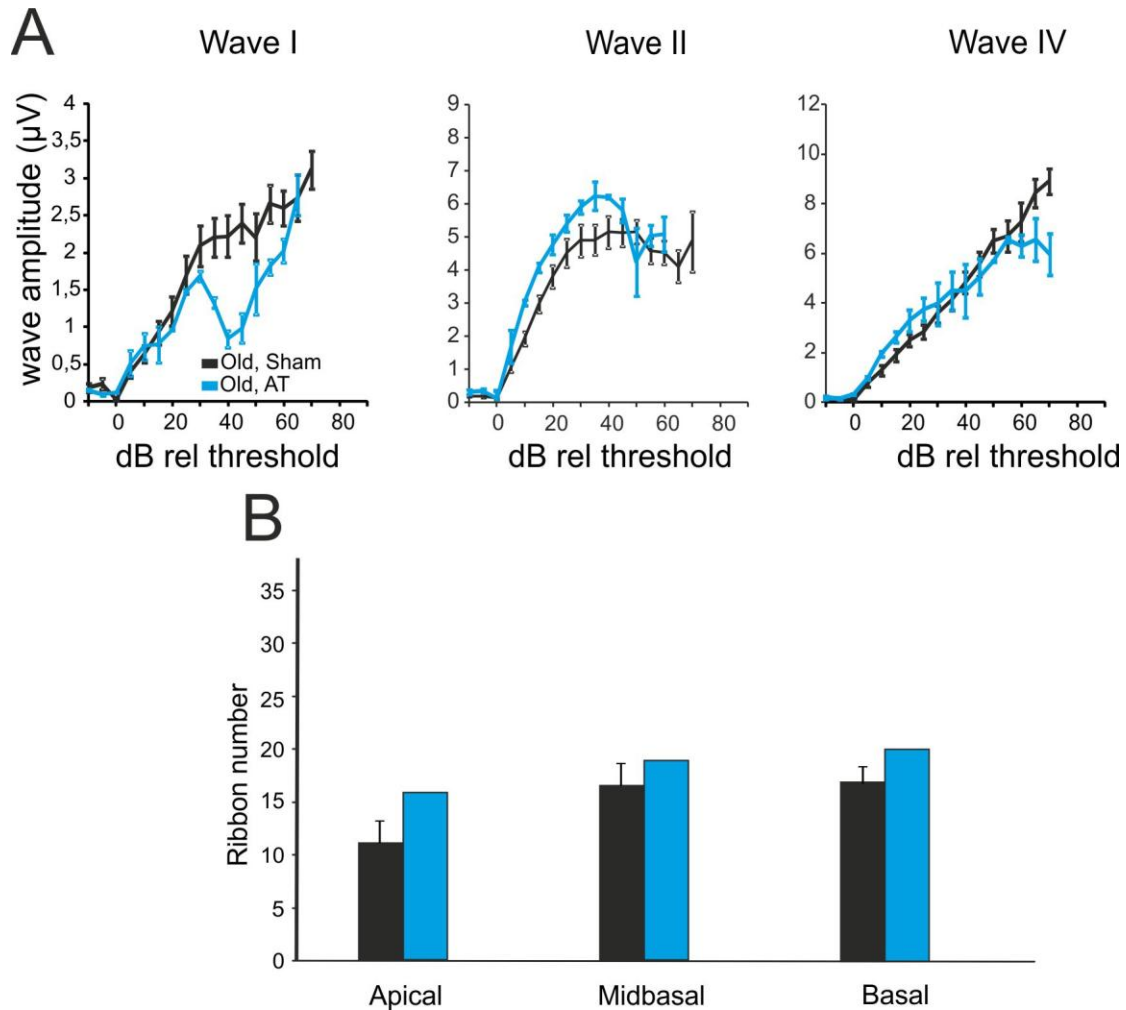 A
Wave I
Wave II
Wave IV
wave amplitude (µV)
4
3,5
3
2,5
2
1,5
1
0,5
0
Old, Sham
Old, AT
0 20 40 60 80
dB rel threshold
9
8
7
6
5
4
3
2
1
0
0 20 40 60 80
dB rel threshold
12
10
8
6
4
2
0
0 20 40 60 80
dB rel threshold
B
Ribbon number
35
30
25
20
15
10
5
0
Apical Midbasal Basal